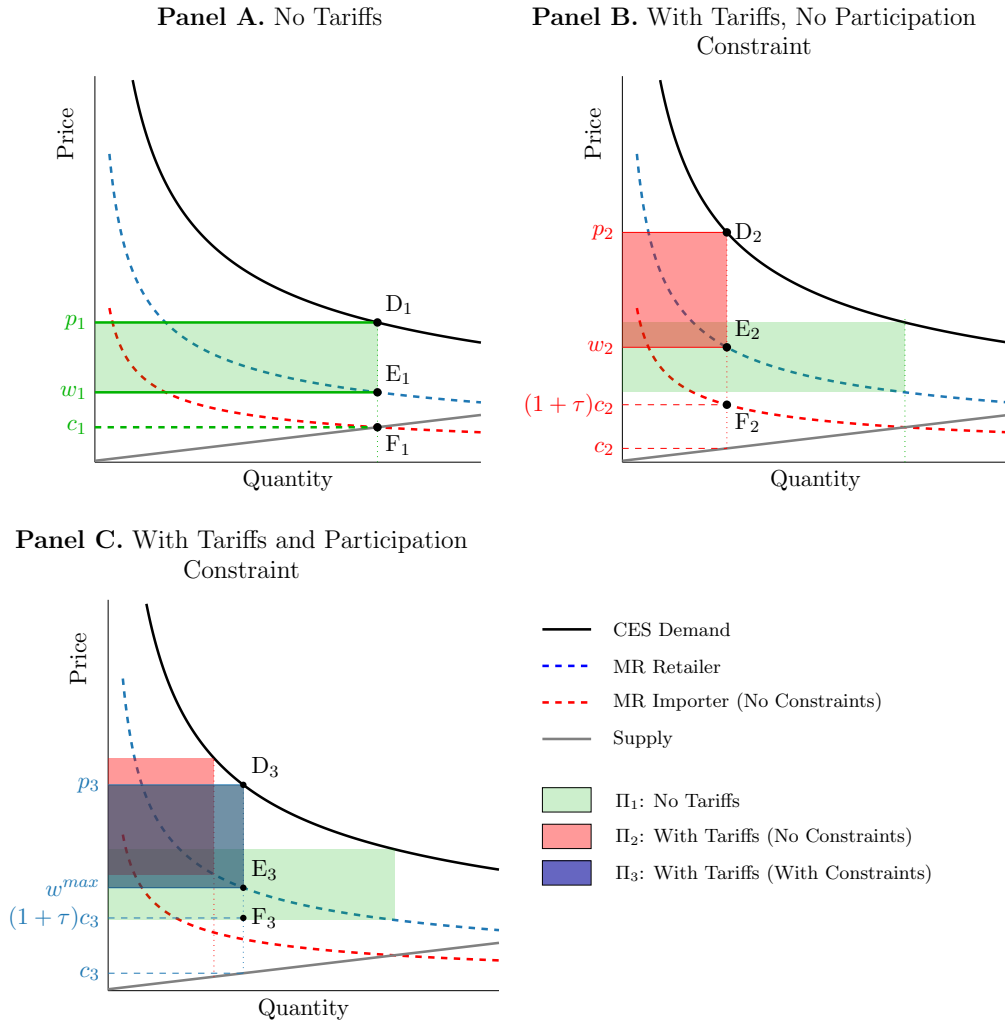 Panel A. No Tariffs
Price
p₁
w₁
c₁
D₁
E₁
F₁
Quantity
Panel B. With Tariffs, No Participation
Constraint
Price
p₂
w₂
(1 + τ)c₂
c₂
D₂
E₂
F₂
Quantity
Panel C. With Tariffs and Participation
Constraint
Price
p₃
wᵐᵃˣ
(1 + τ)c₃
c₃
D₃
E₃
F₃
Quantity
CES Demand
MR Retailer
MR Importer (No Constraints)
Supply
Π₁: No Tariffs
Π₂: With Tariffs (No Constraints)
Π₃: With Tariffs (With Constraints)